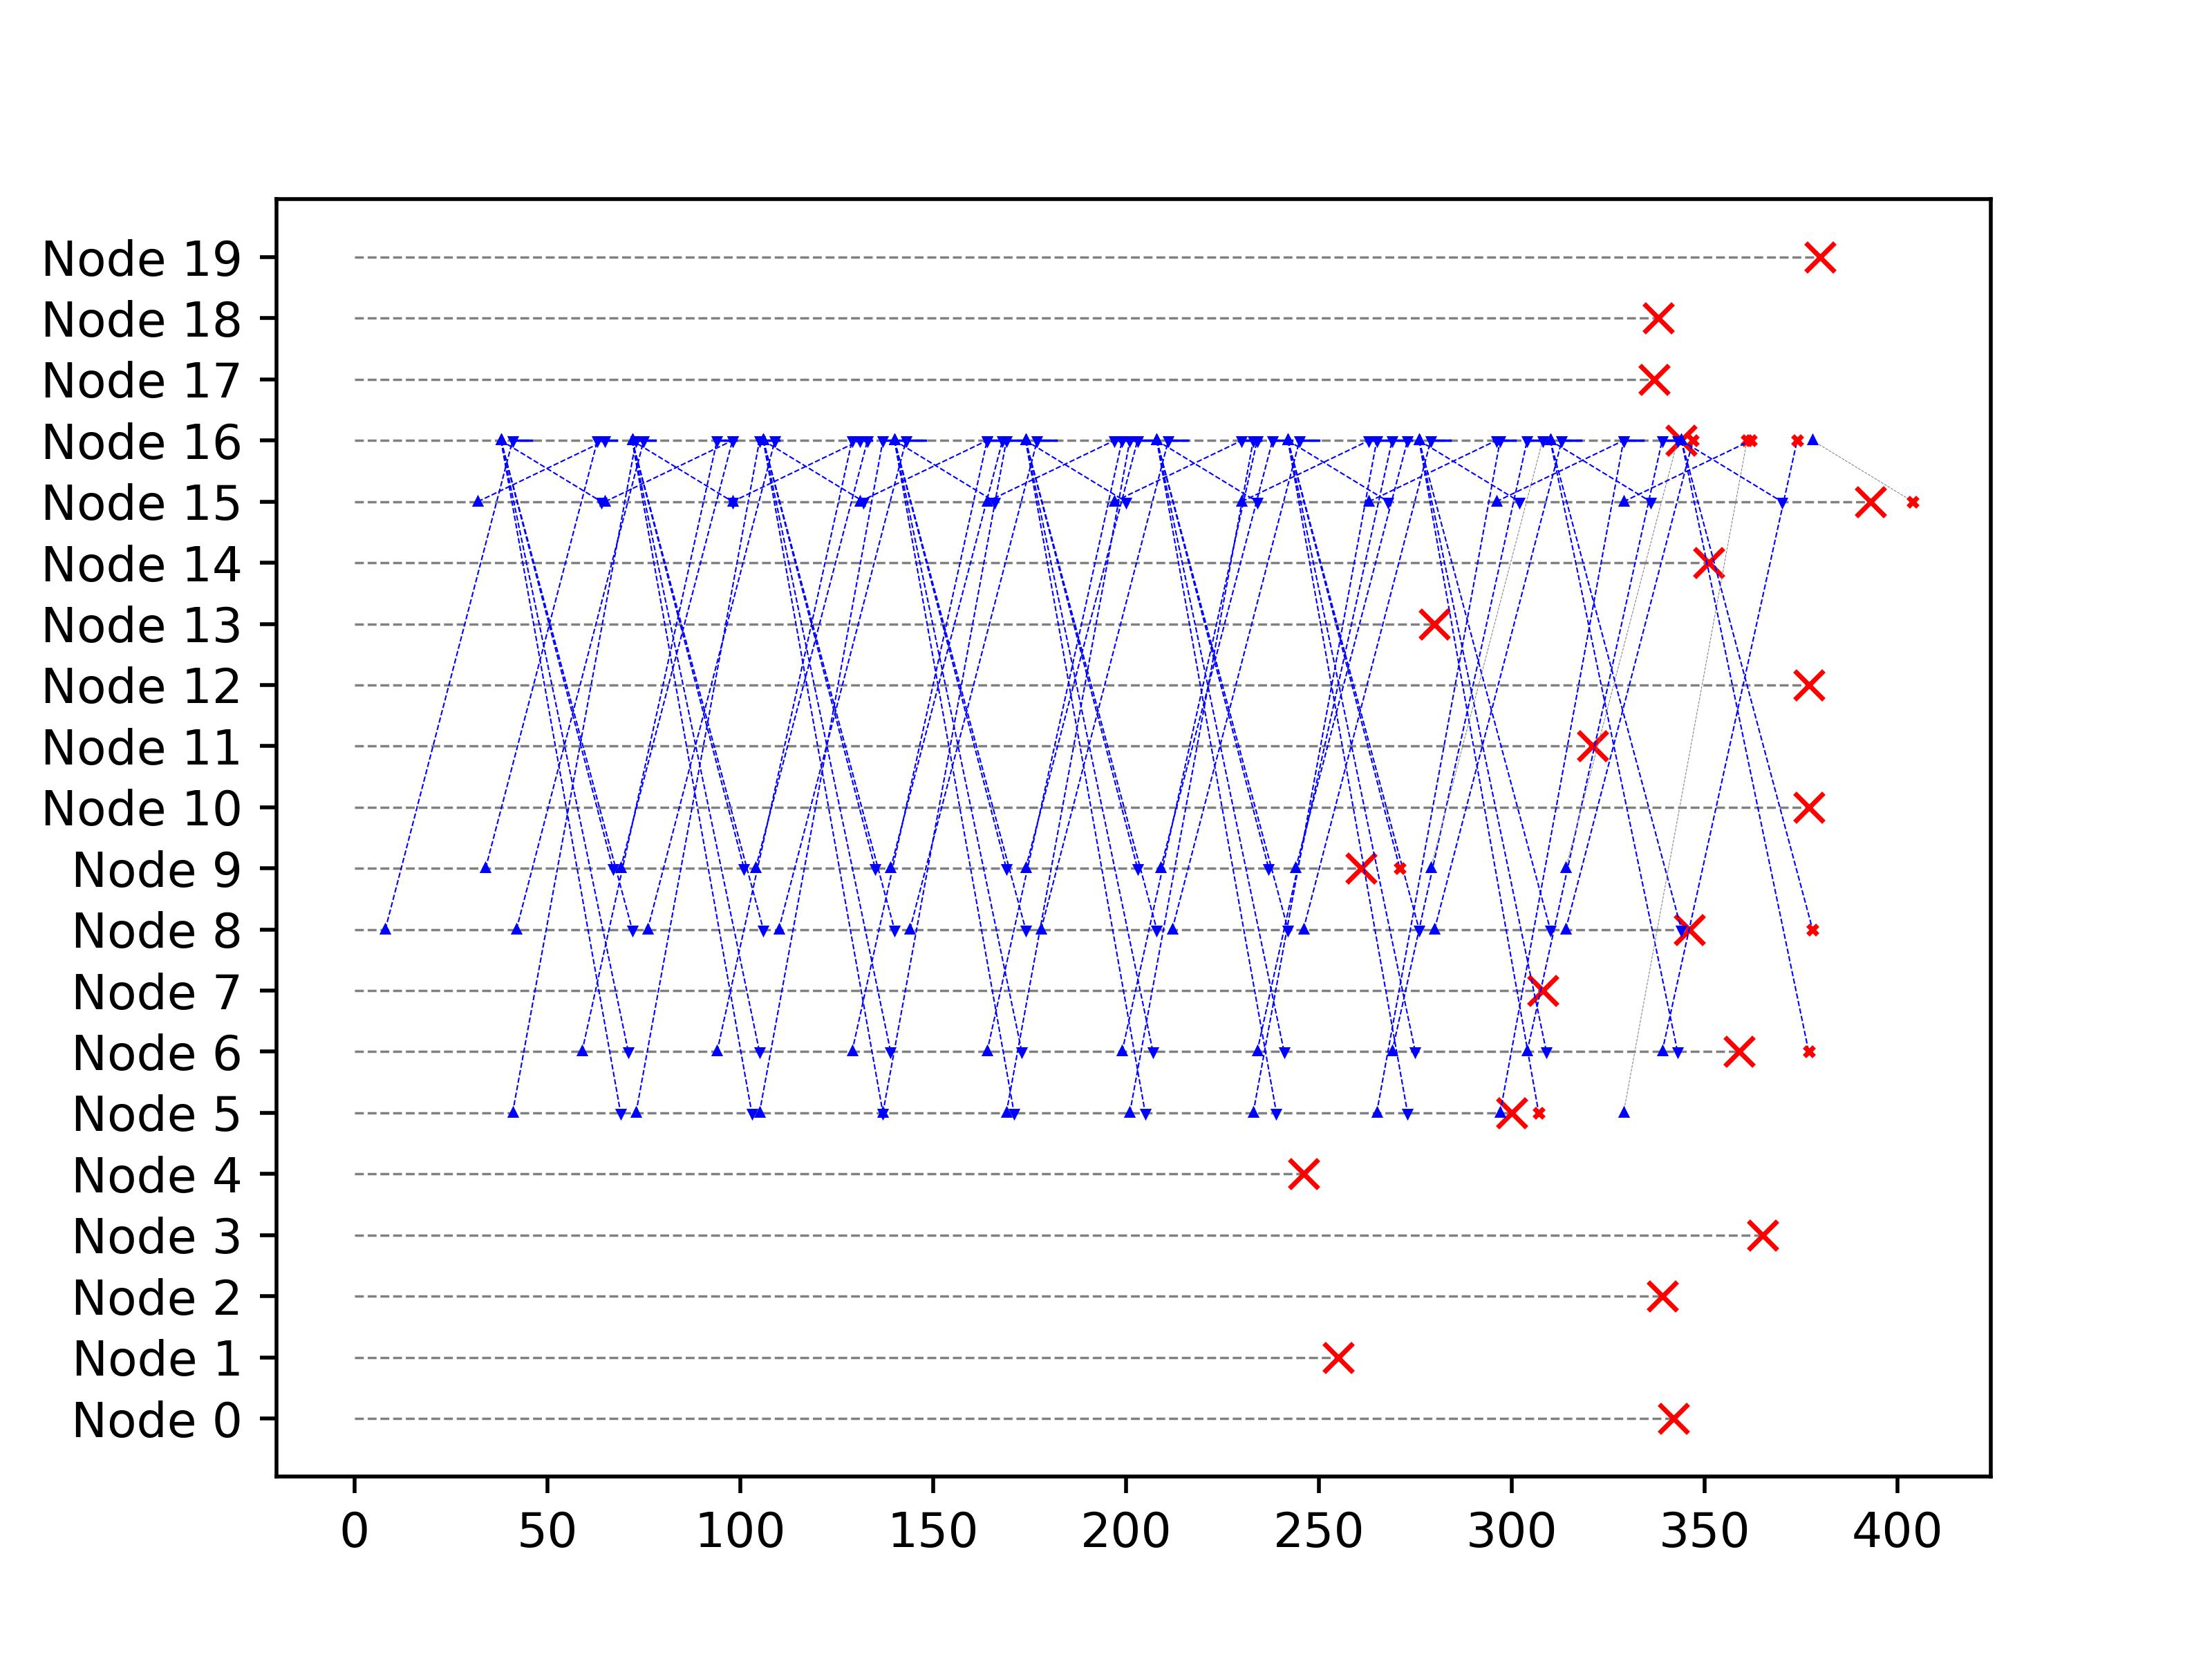 Node 19
Node 18
Node 17
Node 16
Node 15
Node 14
Node 13
Node 12
Node 11
Node 10
Node 9
Node 8
Node 7
Node 6
Node 5
Node 4
Node 3
Node 2
Node 1
Node 0
0 50 100 150 200 250 300 350 400